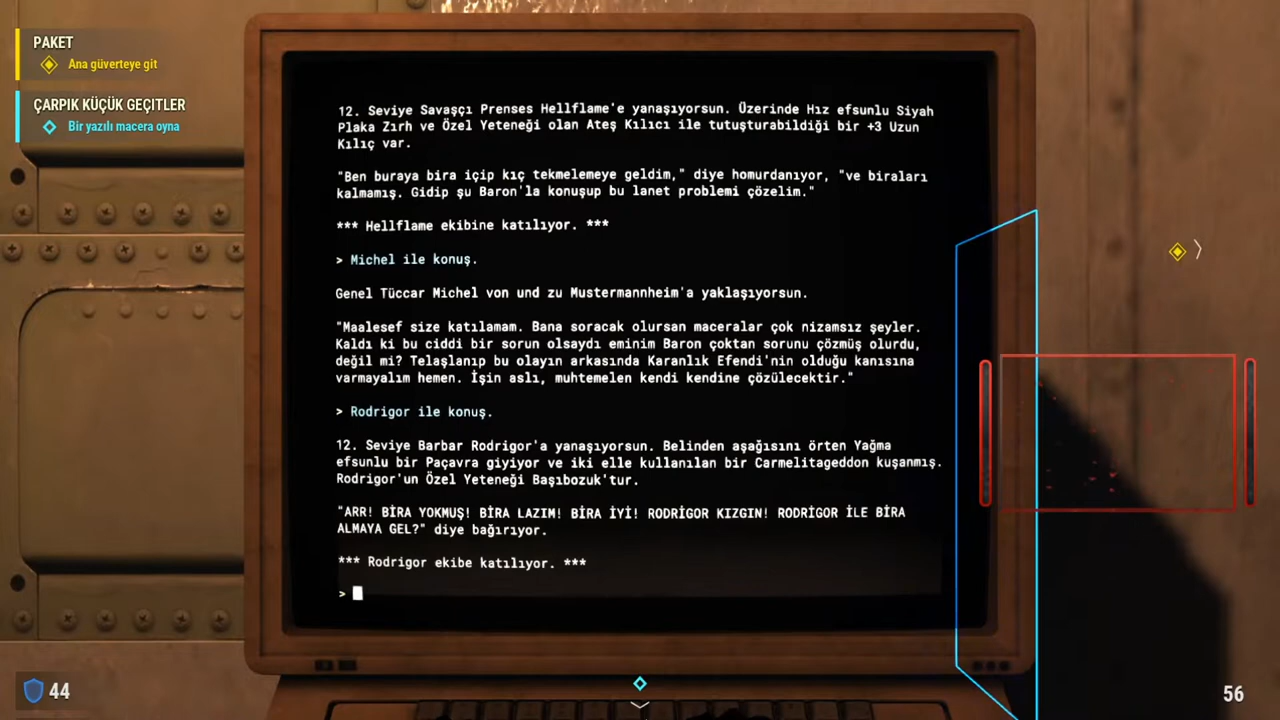 PAKET
Ana güverteye git
ÇARPIK KÜÇÜK GEÇITLER
Bir yazılı macera oyna
12. Seviye Savaşçı Prenses Hellflame'e yanaşıyorsun. Üzerinde Hız efsunlu Siyah
Plaka Zırh ve Özel Yeteneği olan Ateş Kılıcı ile tutuşturabildiği bir +3 Uzun
Kılıç var.
"Ben buraya bira içip kıç tekmelemeye geldim," diye homurdanıyor, "ve biraları
kalmamış. Gidip şu Baron'la konuşup bu lanet problemi çözelim."
*** Hellflame ekibine katılıyor. ***
> Michel ile konuş.
Genel Tüccar Michel von und zu Mustermannheim'a yaklaşıyorsun.
"Maalesef size katılamam. Bana soracak olursan maceralar çok nizamsız şeyler.
Kaldı ki bu ciddi bir sorun olsaydı eminim Baron çoktan sorunu çözmüş olurdu,
değil mi? Telaşlanıp bu olayın arkasında Karanlık Efendi'nin olduğu kanısına
varmayalım hemen. İşin aslı, muhtemelen kendi kendine çözülecektir."
> Rodrigor ile konuş.
12. Seviye Barbar Rodrigor'a yanaşıyorsun. Belinden aşağısını örten Yağma
efsunlu bir Paçavra giyiyor ve iki elle kullanılan bir Carmelitageddon kuşanmış.
Rodrigor'un Özel Yeteneği Başıbozuk'tur.
"ARR! BİRA YOKMUŞ! BİRA LAZIM! BİRA İYİ! RODRİGOR KIZGIN! RODRİGOR İLE BİRA
ALMAYA GEL?" diye bağırıyor.
*** Rodrigor ekibe katılıyor. ***
>
44
56